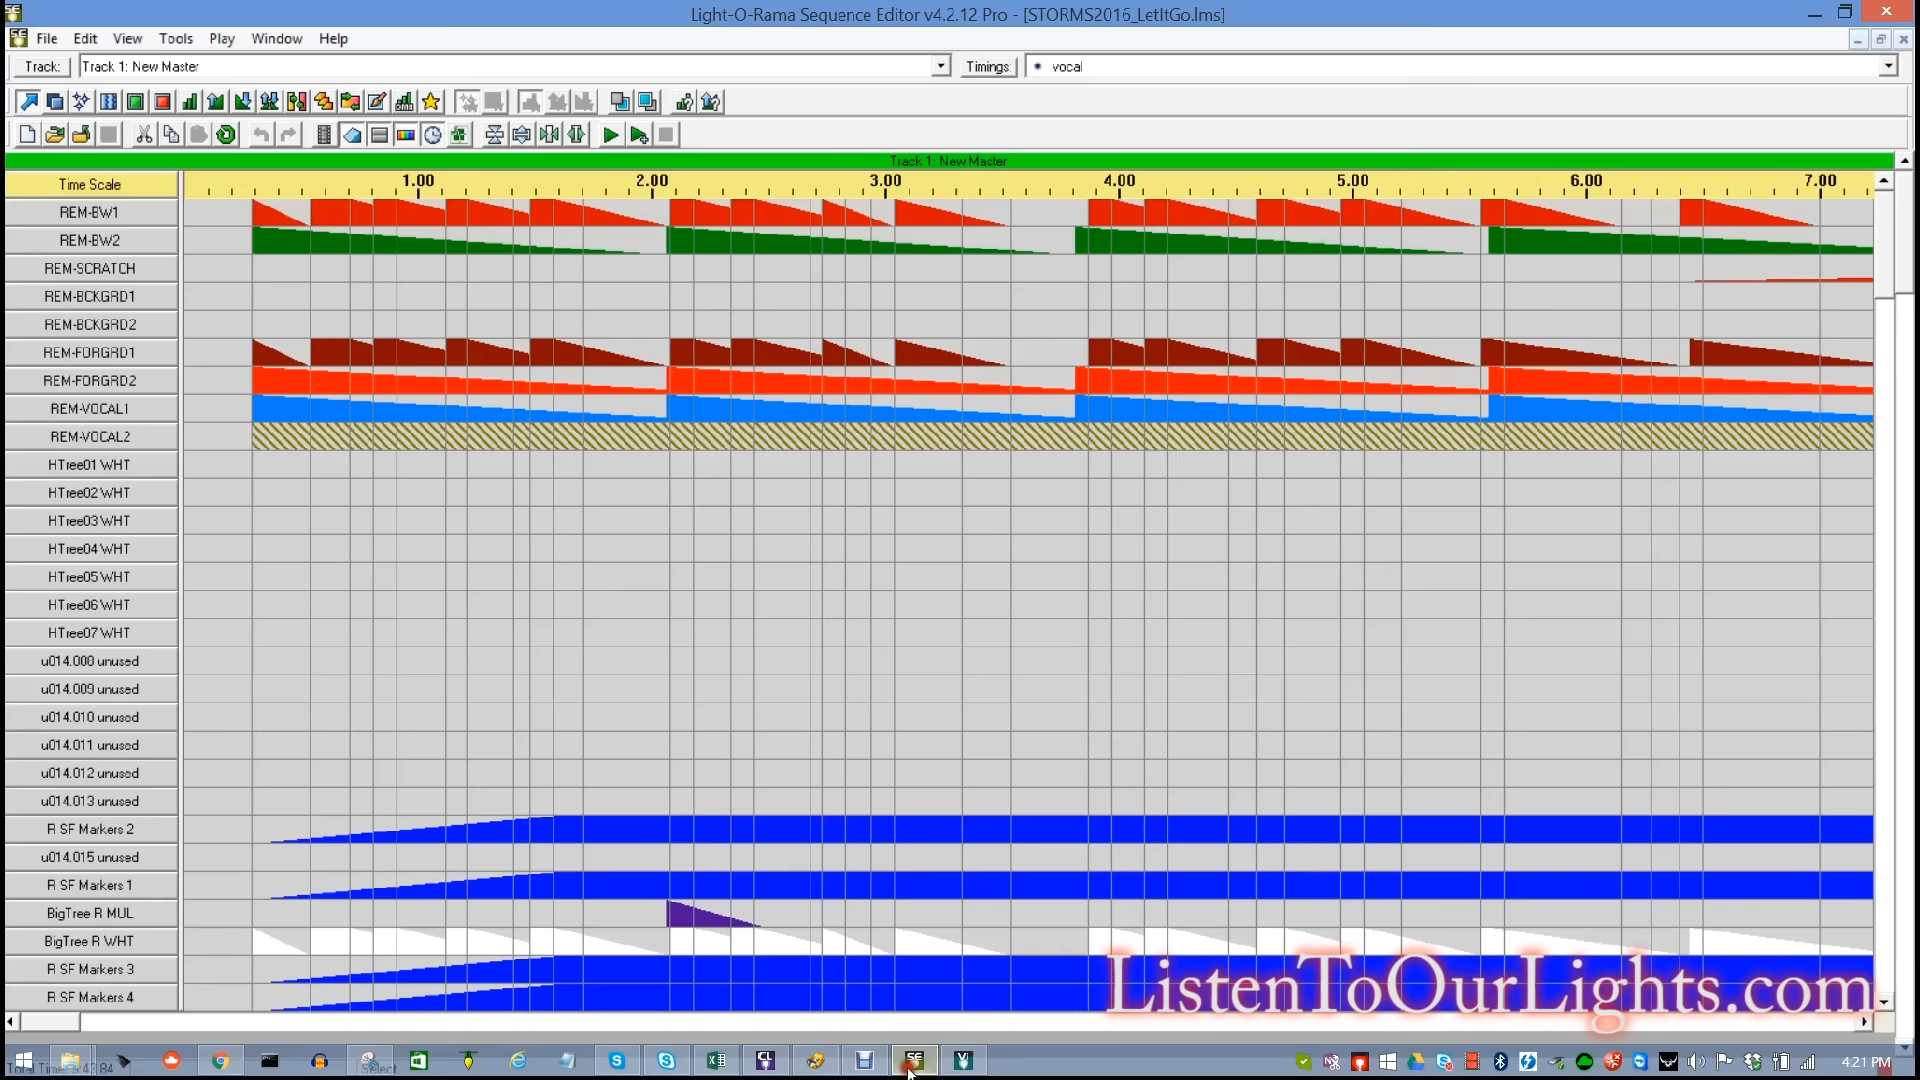 Light-O-Rama Sequence Editor v4.2.12 Pro - [STORMS2016_LetItGo.lms]
File Edit View Tools Play Window Help
Track: Track 1: New Master Timings: vocal
Track 1: New Master
Time Scale 1.00 2.00 3.00 4.00 5.00 6.00 7.00
REM-BW1
REM-BW2
REM-SCRATCH
REM-BCKGRD1
REM-BCKGRD2
REM-FORGRD1
REM-FORGRD2
REM-VOCAL1
REM-VOCAL2
HTree01 WHT
HTree02 WHT
HTree03 WHT
HTree04 WHT
HTree05 WHT
HTree06 WHT
HTree07 WHT
u014.008 unused
u014.009 unused
u014.010 unused
u014.011 unused
u014.012 unused
u014.013 unused
R SF Markers 2
u014.015 unused
R SF Markers 1
BigTree R MUL
BigTree R WHT
R SF Markers 3
R SF Markers 4
ListenToOurLights.com
Select
4:21 PM